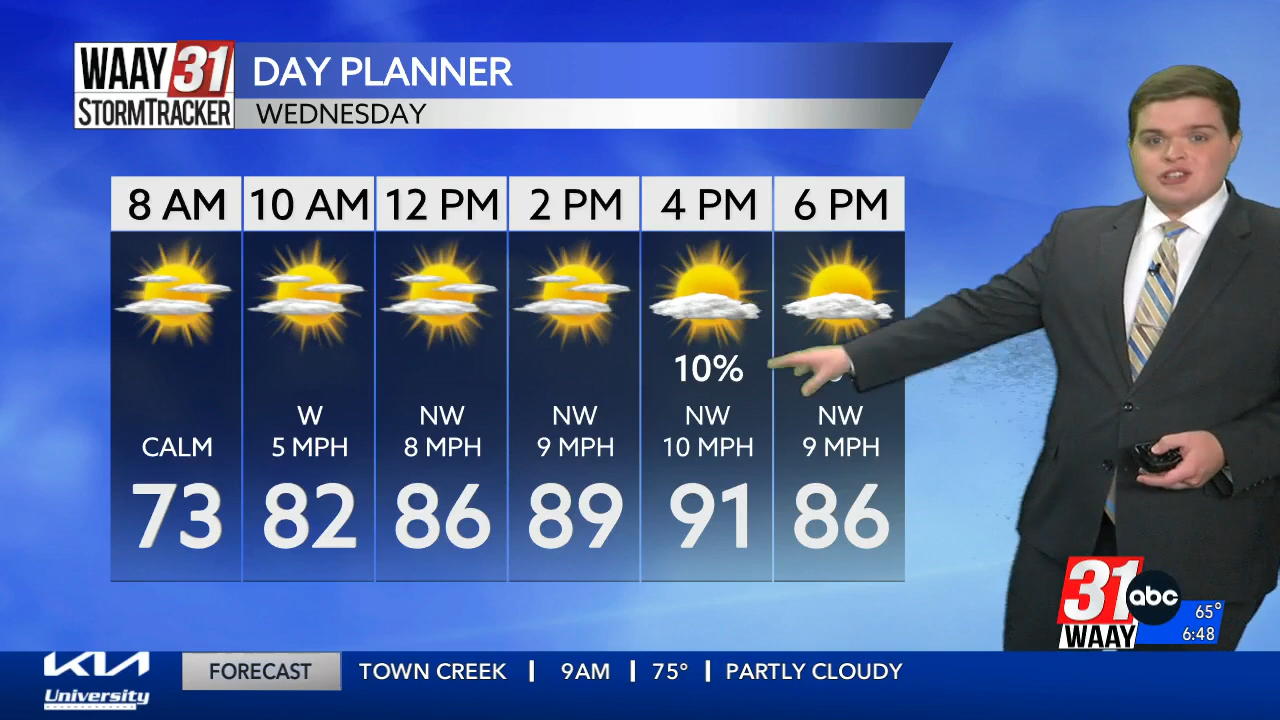 WAAY 31
STORMTRACKER
DAY PLANNER
WEDNESDAY
8 AM 10 AM 12 PM 2 PM 4 PM 6 PM
10%
W NW NW NW NW
CALM 5 MPH 8 MPH 9 MPH 10 MPH 9 MPH
73 82 86 89 91 86
31 abc
WAAY
65°
6:48
KIA
University
FORECAST TOWN CREEK | 9AM | 75° | PARTLY CLOUDY